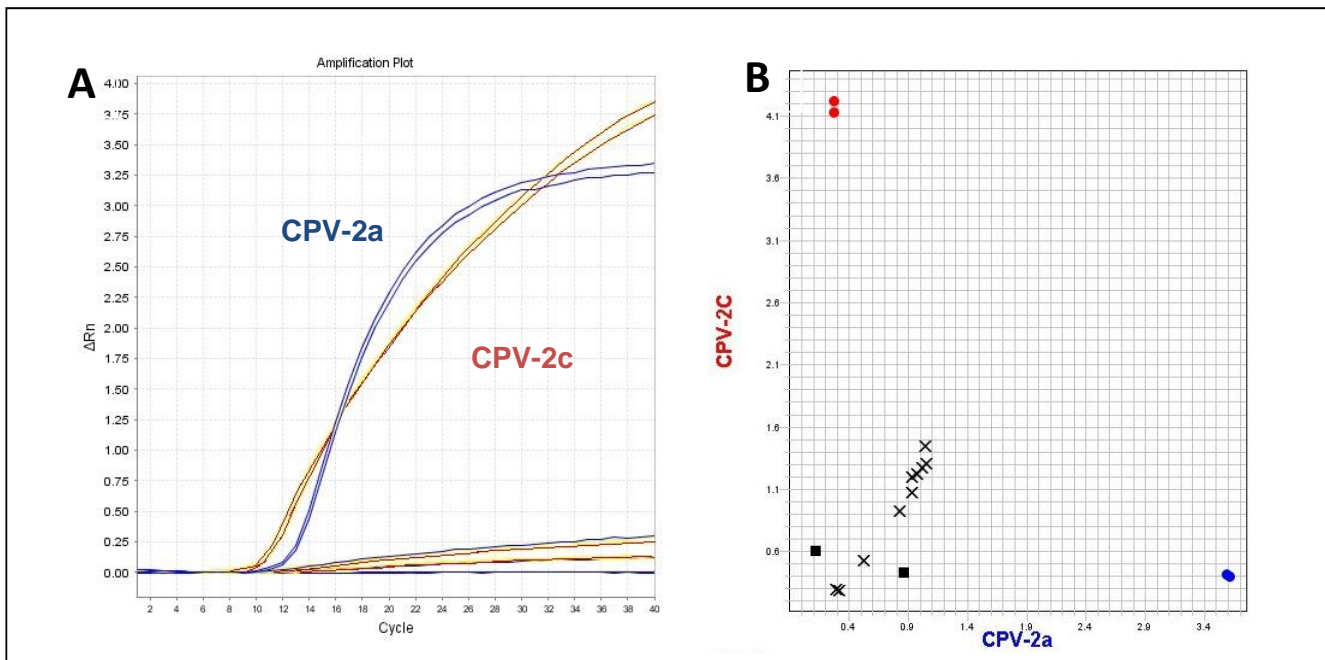 A
Amplification Plot
4.00
3.75
3.50
3.25
3.00
2.75
2.50
2.25
2.00
1.75
1.50
1.25
1.00
0.75
0.50
0.25
0.00
ΔRn
CPV-2a
CPV-2c
2 4 6 8 10 12 14 16 18 20 22 24 26 28 30 32 34 36 38 40
Cycle
B
4.1
3.6
3.1
2.6
2.1
1.6
1.1
0.6
CPV-2C
0.4 0.9 1.4 1.9 2.4 2.9 3.4
CPV-2a